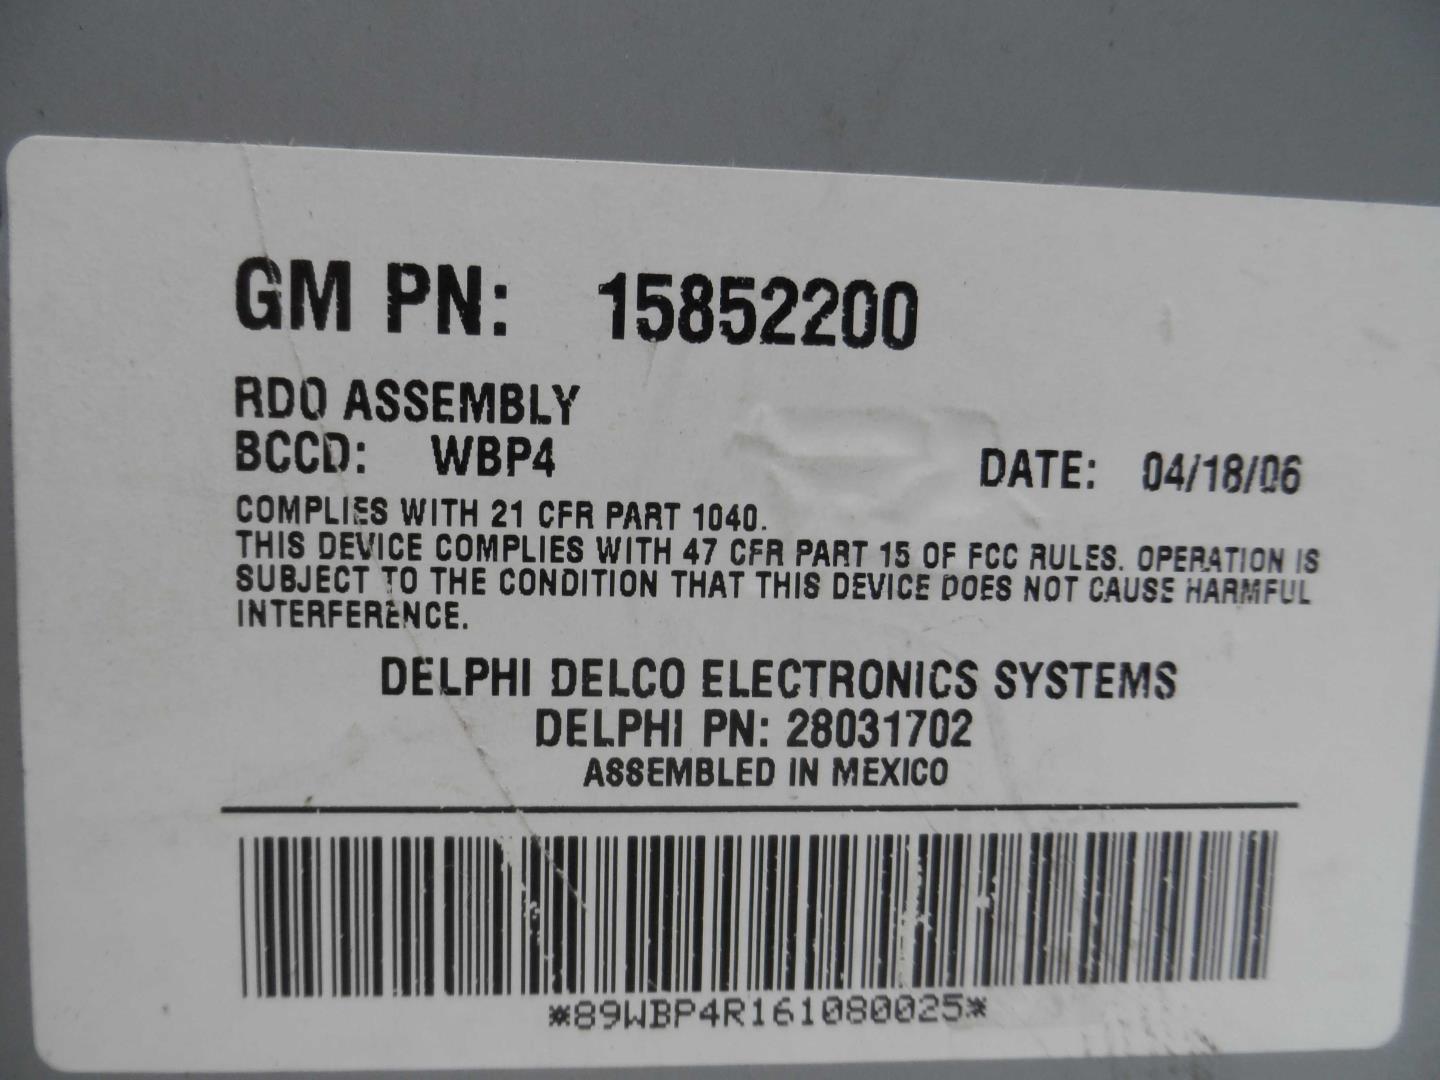 GM PN: 15852200
RDO ASSEMBLY
BCCD: WBP4 DATE: 04/18/06
COMPLIES WITH 21 CFR PART 1040.
THIS DEVICE COMPLIES WITH 47 CFR PART 15 OF FCC RULES. OPERATION IS
SUBJECT TO THE CONDITION THAT THIS DEVICE DOES NOT CAUSE HARMFUL
INTERFERENCE.
DELPHI DELCO ELECTRONICS SYSTEMS
DELPHI PN: 28031702
ASSEMBLED IN MEXICO
*89WBP4R161080025*